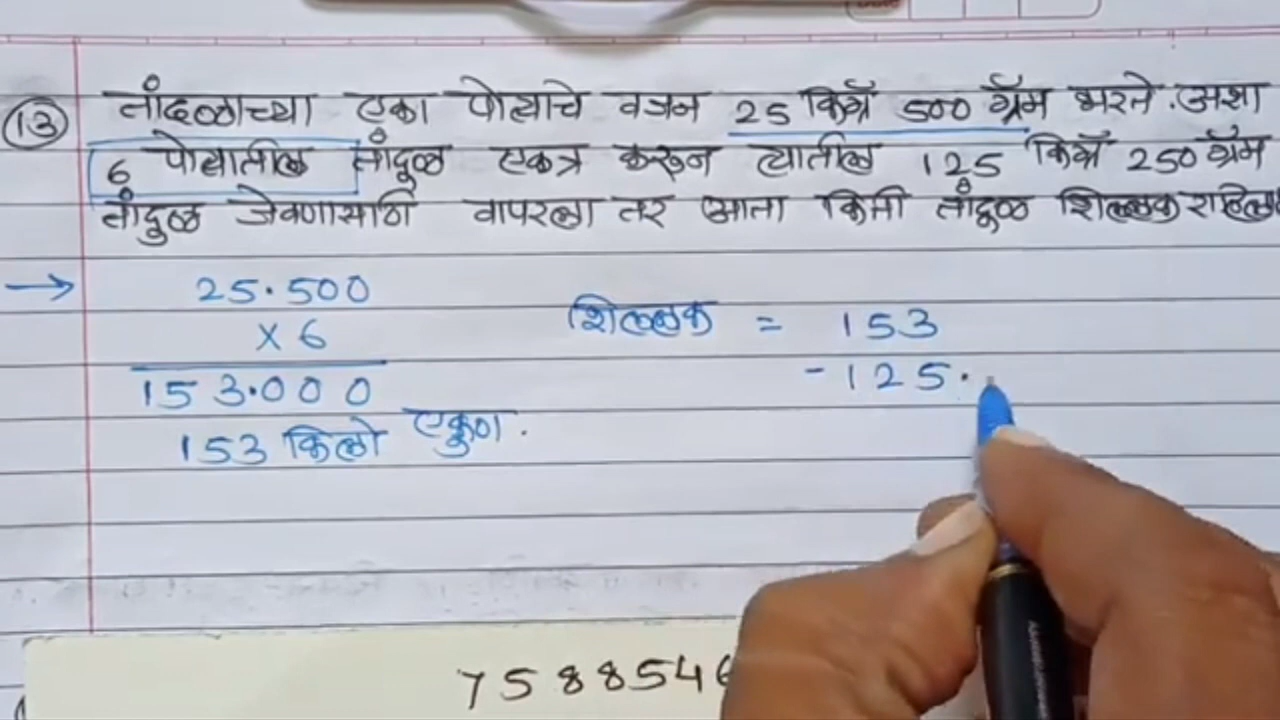 13 तांदळाच्या एका पोत्याचे वजन 25 किग्रॅ 500 ग्रॅम भरते. अशा
6 पोत्यातील तांदूळ एकत्र करून त्यातील 125 किग्रॅ 250 ग्रॅम
तांदुळ जेवणासाठी वापरला तर आता किती तांदूळ शिल्लक राहिला
→ 25.500
× 6
153.000
153 किलो एकुण.
शिल्लक = 153
- 125.
7588546